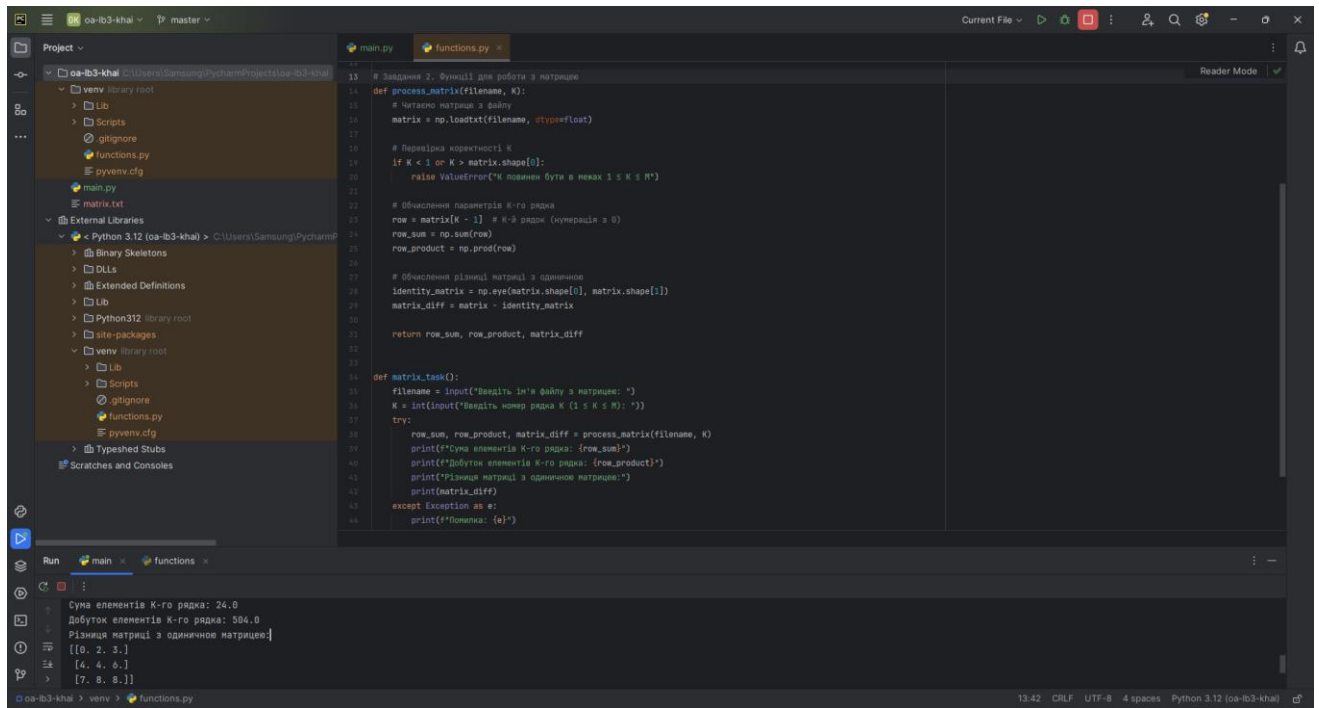 PC
OK oa-lb3-khai master Current File
Project
main.py functions.py
oa-lb3-khai C:\Users\Samsung\PycharmProjects\oa-lb3-khai
venv library root
Lib
Scripts
.gitignore
functions.py
pyvenv.cfg
main.py
matrix.txt
External Libraries
< Python 3.12 (oa-lb3-khai) > C:\Users\Samsung\PycharmP
Binary Skeletons
DLLs
Extended Definitions
Lib
Python312 library root
site-packages
venv library root
Lib
Scripts
.gitignore
functions.py
pyvenv.cfg
Typeshed Stubs
Scratches and Consoles
Reader Mode
13 # Завдання 2. Функції для роботи з матрицею
14 def process_matrix(filename, K):
15 # Читаємо матрицю з файлу
16 matrix = np.loadtxt(filename, dtype=float)
17
18 # Перевірка коректності K
19 if K < 1 or K > matrix.shape[0]:
20 raise ValueError("K повинен бути в межах 1 ≤ K ≤ M")
21
22 # Обчислення параметрів K-го рядка
23 row = matrix[K - 1] # K-й рядок (нумерація з 0)
24 row_sum = np.sum(row)
25 row_product = np.prod(row)
26
27 # Обчислення різниці матриці з одиничною
28 identity_matrix = np.eye(matrix.shape[0], matrix.shape[1])
29 matrix_diff = matrix - identity_matrix
30
31 return row_sum, row_product, matrix_diff
32
33
34 def matrix_task():
35 filename = input("Введіть ім'я файлу з матрицею: ")
36 K = int(input("Введіть номер рядка K (1 ≤ K ≤ M): "))
37 try:
38 row_sum, row_product, matrix_diff = process_matrix(filename, K)
39 print(f"Сума елементів K-го рядка: {row_sum}")
40 print(f"Добуток елементів K-го рядка: {row_product}")
41 print("Різниця матриці з одиничною матрицею:")
42 print(matrix_diff)
43 except Exception as e:
44 print(f"Помилка: {e}")
Run main functions
Сума елементів K-го рядка: 24.0
Добуток елементів K-го рядка: 504.0
Різниця матриці з одиничною матрицею:
[[0. 2. 3.]
[4. 4. 6.]
[7. 8. 8.]]
oa-lb3-khai > venv > functions.py 13:42 CRLF UTF-8 4 spaces Python 3.12 (oa-lb3-khai)